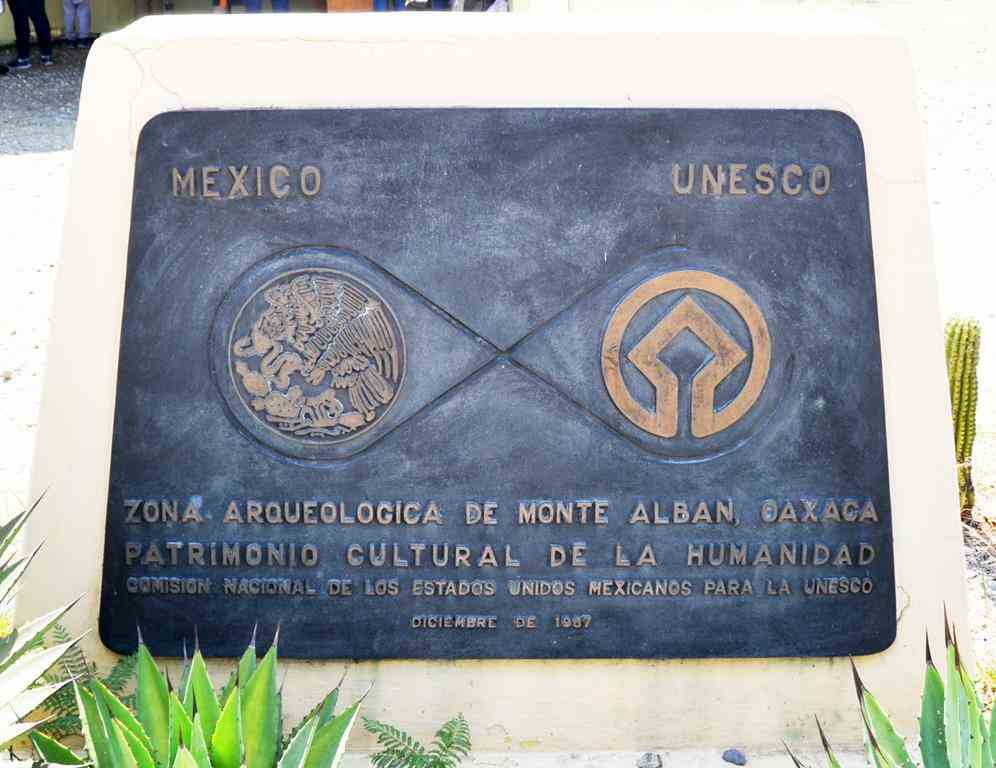 MEXICO
UNESCO
ZONA ARQUEOLOGICA DE MONTE ALBAN, OAXACA
PATRIMONIO CULTURAL DE LA HUMANIDAD
COMISION NACIONAL DE LOS ESTADOS UNIDOS MEXICANOS PARA LA UNESCO
DICIEMBRE DE 1987